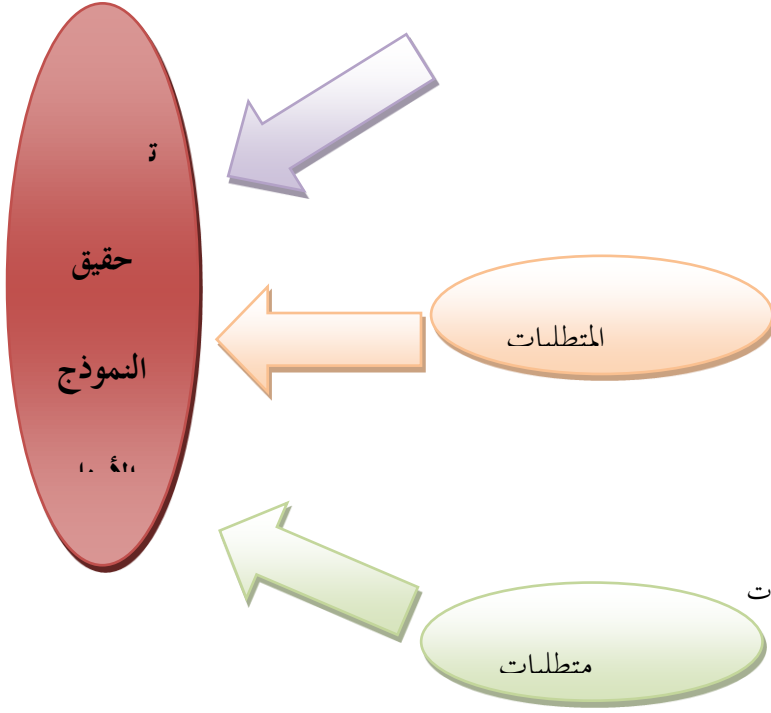 ت
حقيق
النموذج
المتطلبات
ت
متطلبات